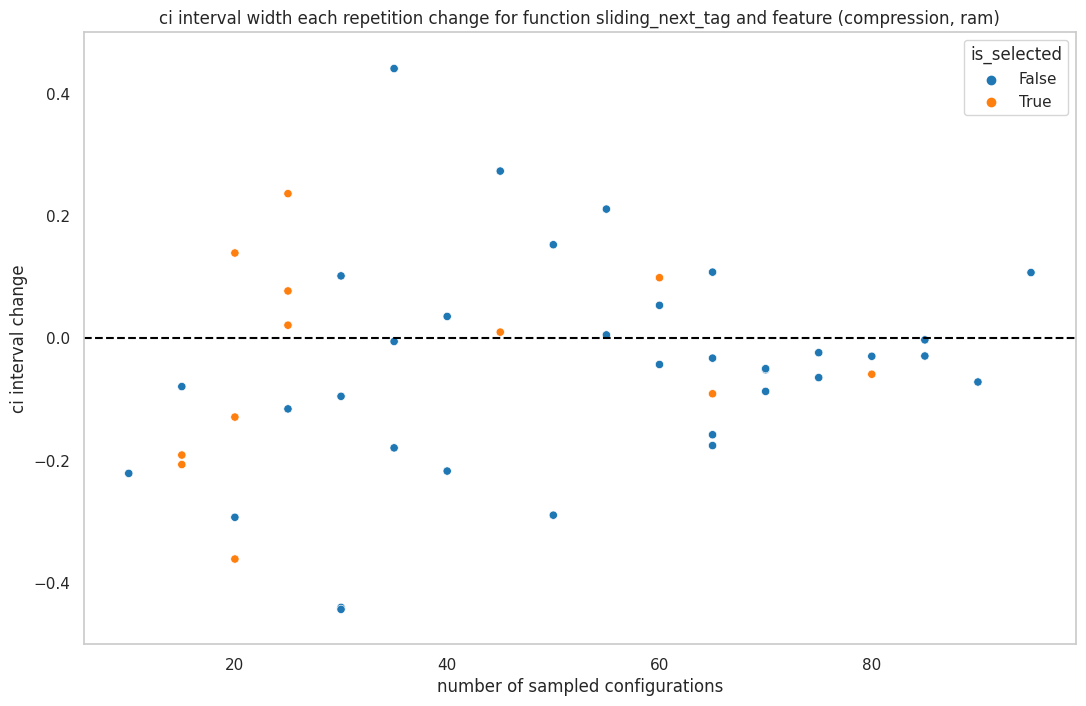 ci interval width each repetition change for function sliding_next_tag and feature (compression, ram)
is_selected
False
True
ci interval change
0.4
0.2
0.0
−0.2
−0.4
20
40
60
80
number of sampled configurations